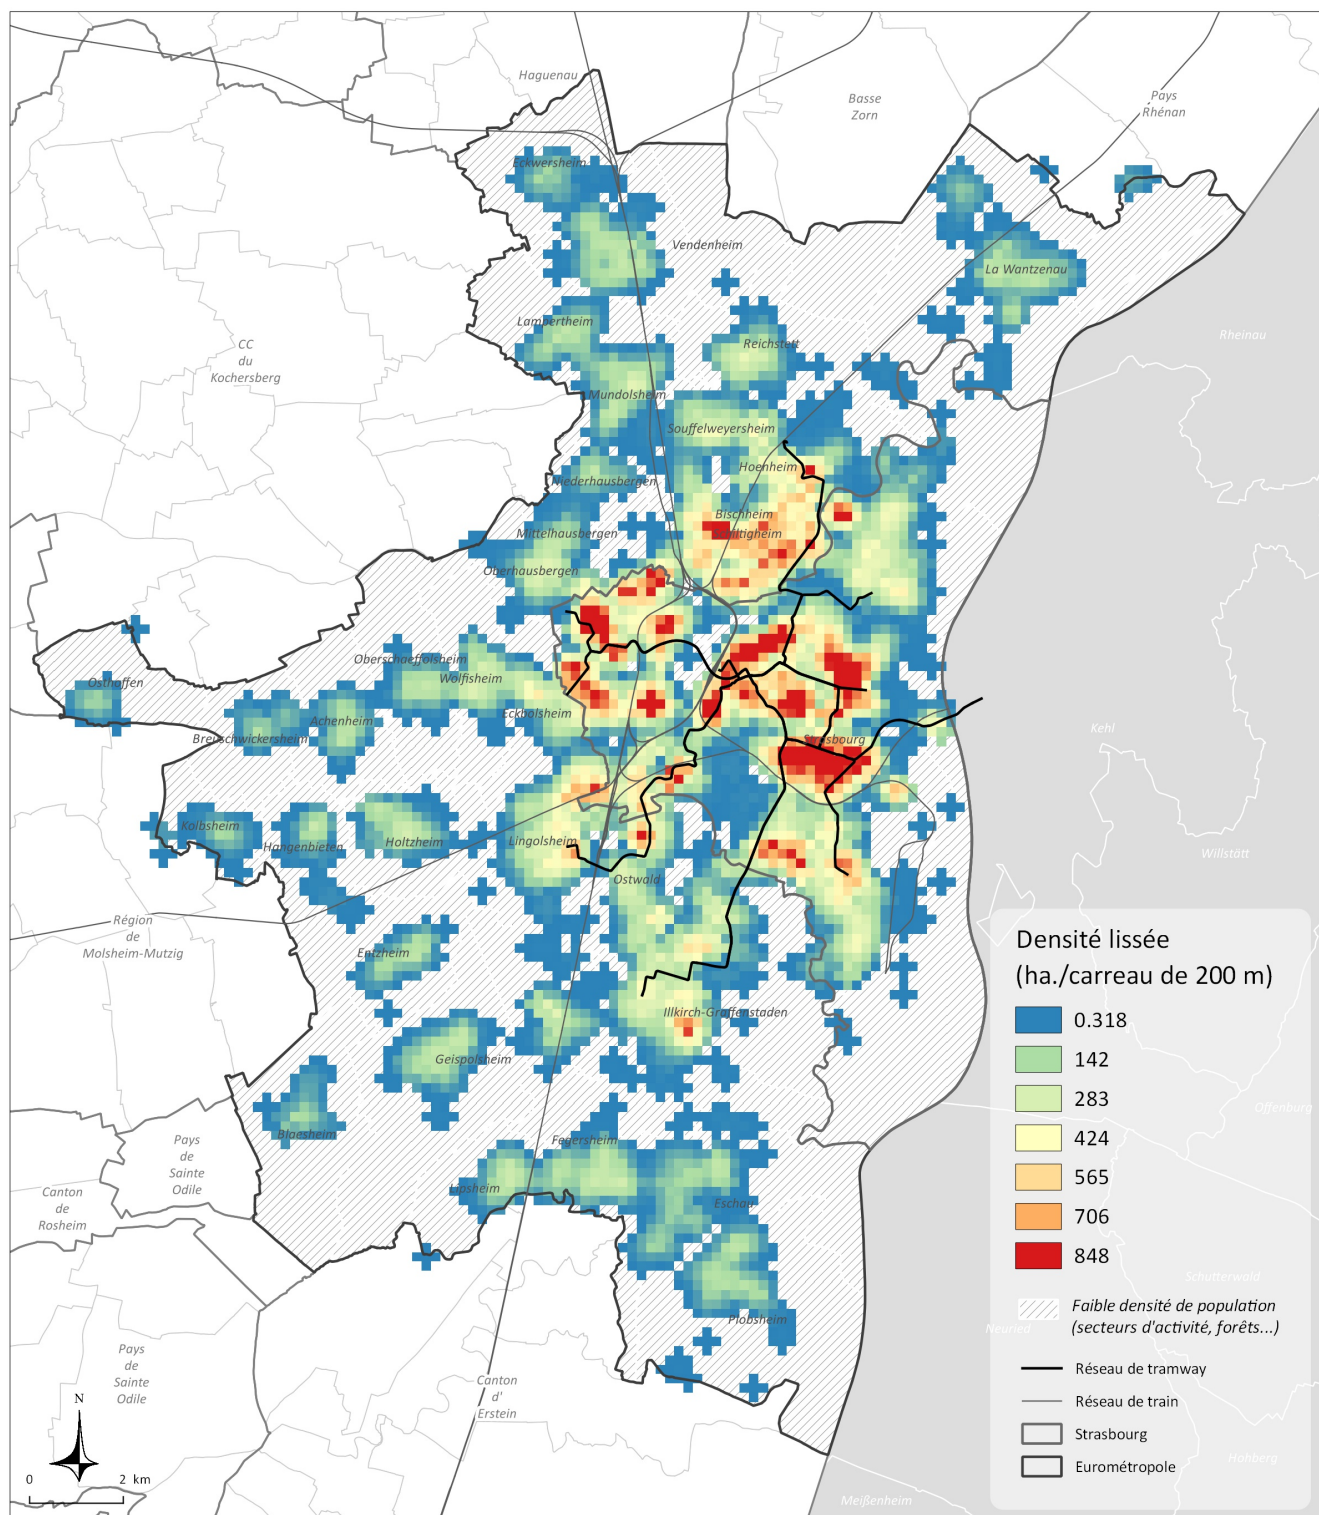 Haguenau
Basse
Zorn
Pays
Rhénan
Eckwersheim
Vendenheim
La Wantzenau
Lampertheim
Reichstett
Rheinau
CC
du
Kochersberg
Mundolsheim
Souffelweyersheim
Hoenheim
Niederhausbergen
Bischheim
Schiltigheim
Mittelhausbergen
Oberhausbergen
Oberschaeffolsheim
Wolfisheim
Osthoffen
Eckbolsheim
Achenheim
Breuschwickersheim
Strasbourg
Kehl
Kolbsheim
Hangenbieten
Holtzheim
Lingolsheim
Willstätt
Ostwald
Région
de
Molsheim-Mutzig
Entzheim
Illkirch-Graffenstaden
Geispolsheim
Blaesheim
Fegersheim
Offenburg
Pays
de
Sainte
Odile
Lipsheim
Eschau
Canton
de
Rosheim
Schutterwald
Plobsheim
Neuried
Pays
de
Sainte
Odile
Canton
d'
Erstein
Hohberg
Meißenheim
Densité lissée
(ha./carreau de 200 m)
0.318
142
283
424
565
706
848
Faible densité de population
(secteurs d'activité, forêts...)
Réseau de tramway
Réseau de train
Strasbourg
Eurométropole
N
0 2 km